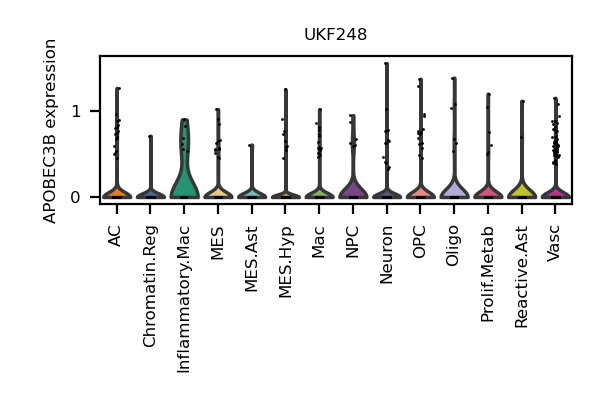 UKF248
APOBEC3B expression
1
0
AC
Chromatin.Reg
Inflammatory.Mac
MES
MES.Ast
MES.Hyp
Mac
NPC
Neuron
OPC
Oligo
Prolif.Metab
Reactive.Ast
Vasc